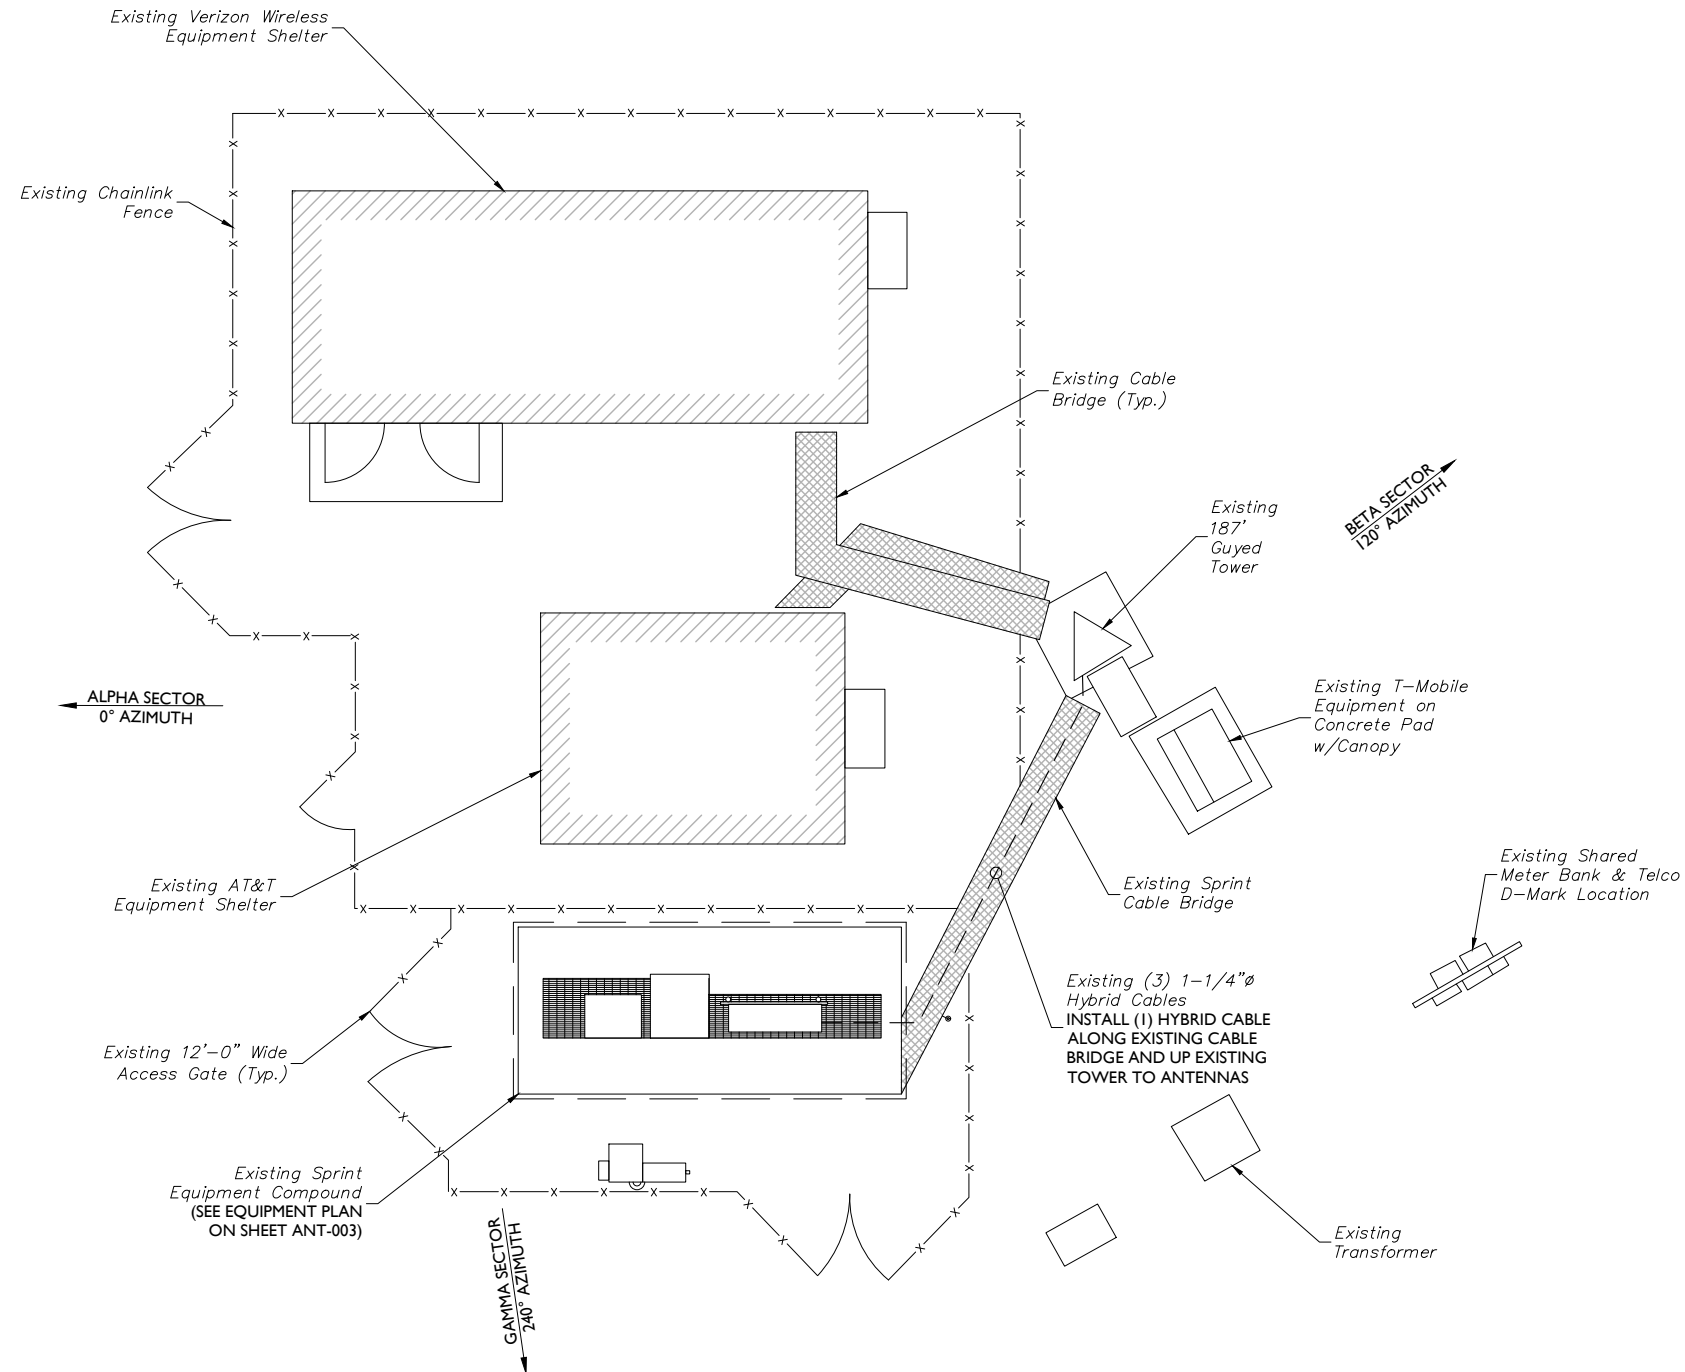 Existing Verizon Wireless
Equipment Shelter
Existing Chainlink
Fence
Existing Cable
Bridge (Typ.)
BETA SECTOR
120° AZIMUTH
Existing
187'
Guyed
Tower
ALPHA SECTOR
0° AZIMUTH
Existing T-Mobile
Equipment on
Concrete Pad
w/Canopy
Existing AT&T
Equipment Shelter
Existing Sprint
Cable Bridge
Existing Shared
Meter Bank & Telco
D-Mark Location
Existing (3) 1-1/4"ø
Hybrid Cables
INSTALL (1) HYBRID CABLE
ALONG EXISTING CABLE
BRIDGE AND UP EXISTING
TOWER TO ANTENNAS
Existing 12'-0" Wide
Access Gate (Typ.)
Existing Sprint
Equipment Compound
(SEE EQUIPMENT PLAN
ON SHEET ANT-003)
GAMMA SECTOR
240° AZIMUTH
Existing
Transformer